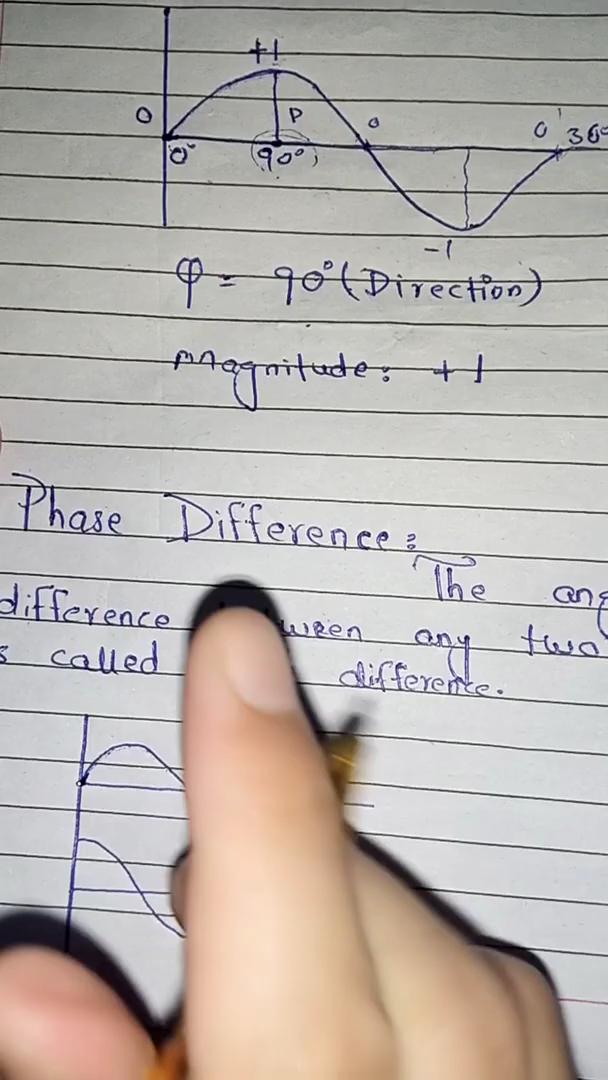 +1
0 P 0 0 360
0° (90°)
-1
φ = 90° (Direction)
Magnitude: +1
Phase Difference:
The
difference any two
called difference.